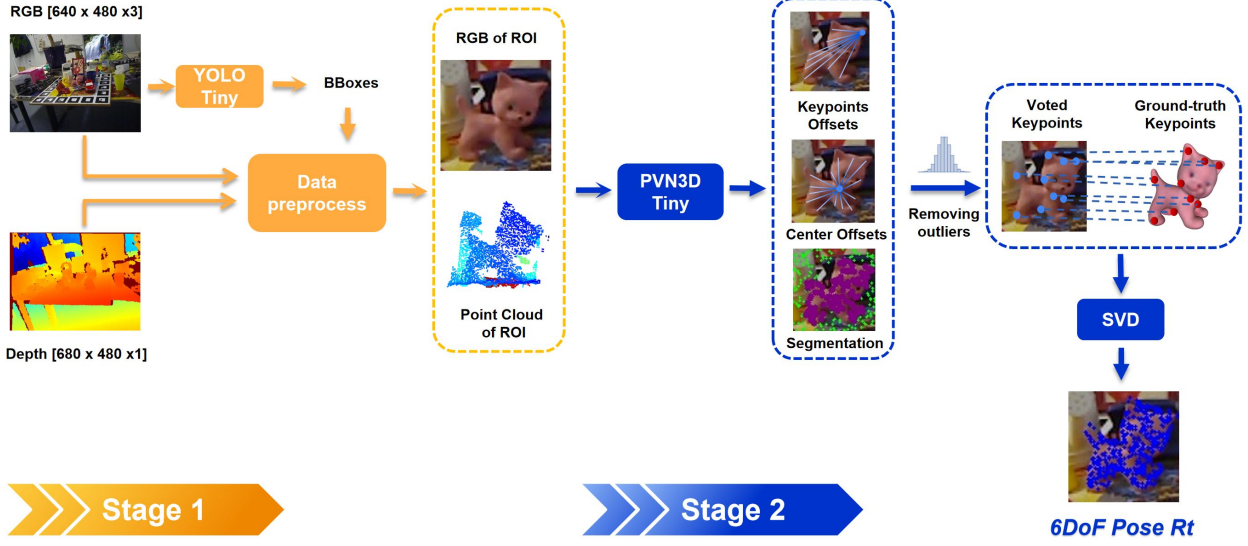 RGB [640 x 480 x3]
YOLO
Tiny
BBoxes
Data
preprocess
Depth [680 x 480 x1]
RGB of ROI
Point Cloud
of ROI
PVN3D
Tiny
Keypoints
Offsets
Center Offsets
Segmentation
Removing
outliers
Voted
Keypoints
Ground-truth
Keypoints
SVD
6DoF Pose Rt
Stage 1
Stage 2